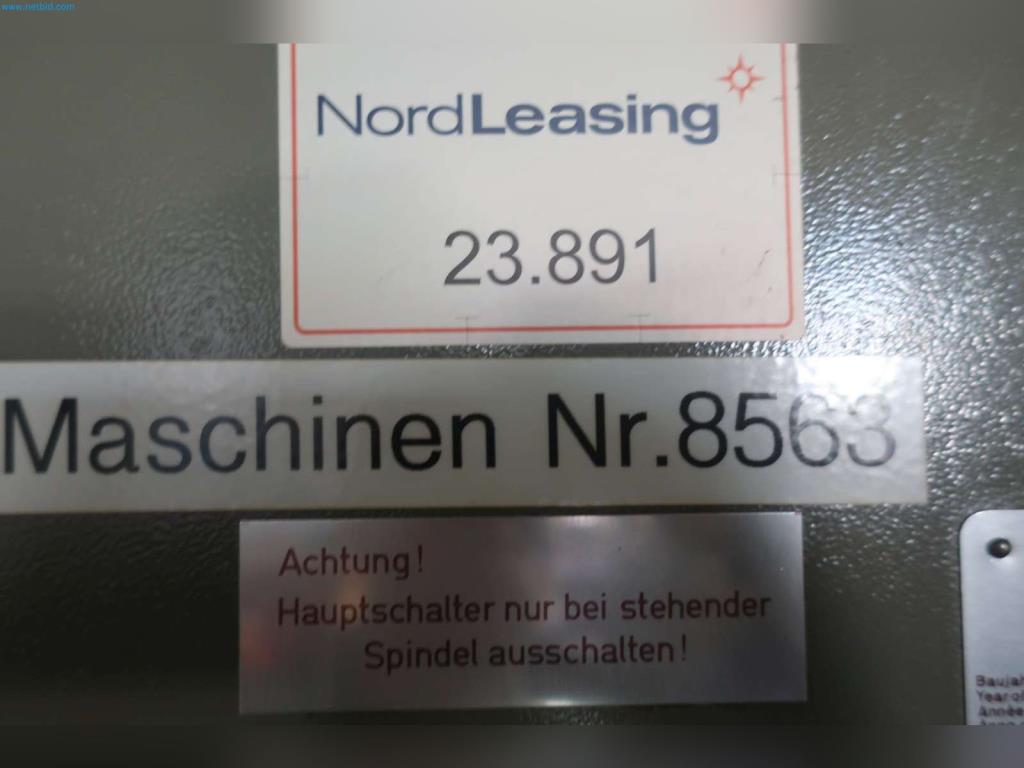 www.netbid.com
NordLeasing
23.891
Maschinen Nr.8563
Achtung!
Hauptschalter nur bei stehender
Spindel ausschalten!